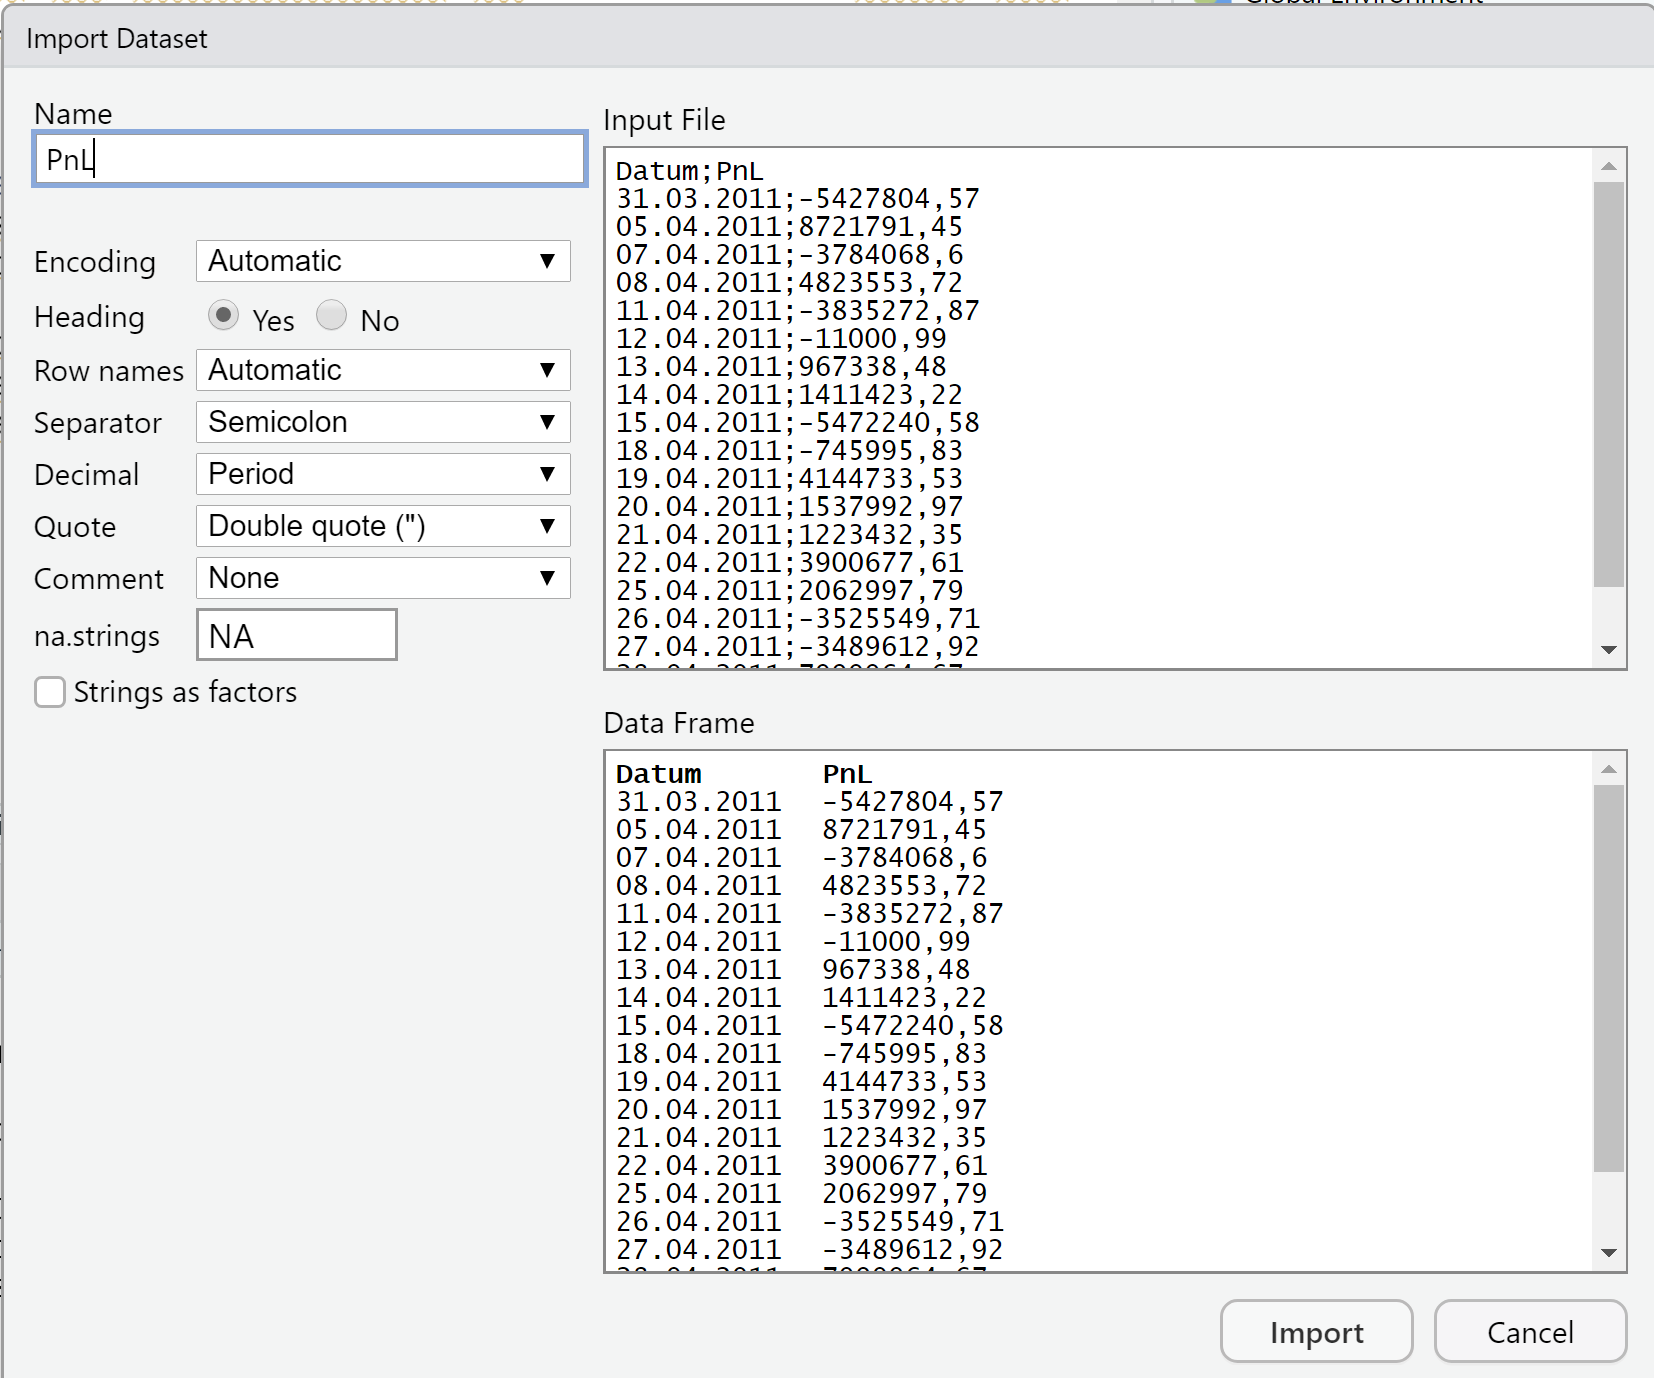 Global Environment
Import Dataset
Name
PnL
Encoding
Automatic
Heading
Yes
No
Row names
Automatic
Separator
Semicolon
Decimal
Period
Quote
Double quote (")
Comment
None
na.strings
NA
Strings as factors
Input File
Datum;PnL
31.03.2011;-5427804,57
05.04.2011;8721791,45
07.04.2011;-3784068,6
08.04.2011;4823553,72
11.04.2011;-3835272,87
12.04.2011;-11000,99
13.04.2011;967338,48
14.04.2011;1411423,22
15.04.2011;-5472240,58
18.04.2011;-745995,83
19.04.2011;4144733,53
20.04.2011;1537992,97
21.04.2011;1223432,35
22.04.2011;3900677,61
25.04.2011;2062997,79
26.04.2011;-3525549,71
27.04.2011;-3489612,92
Data Frame
Datum PnL
31.03.2011 -5427804,57
05.04.2011 8721791,45
07.04.2011 -3784068,6
08.04.2011 4823553,72
11.04.2011 -3835272,87
12.04.2011 -11000,99
13.04.2011 967338,48
14.04.2011 1411423,22
15.04.2011 -5472240,58
18.04.2011 -745995,83
19.04.2011 4144733,53
20.04.2011 1537992,97
21.04.2011 1223432,35
22.04.2011 3900677,61
25.04.2011 2062997,79
26.04.2011 -3525549,71
27.04.2011 -3489612,92
Import
Cancel